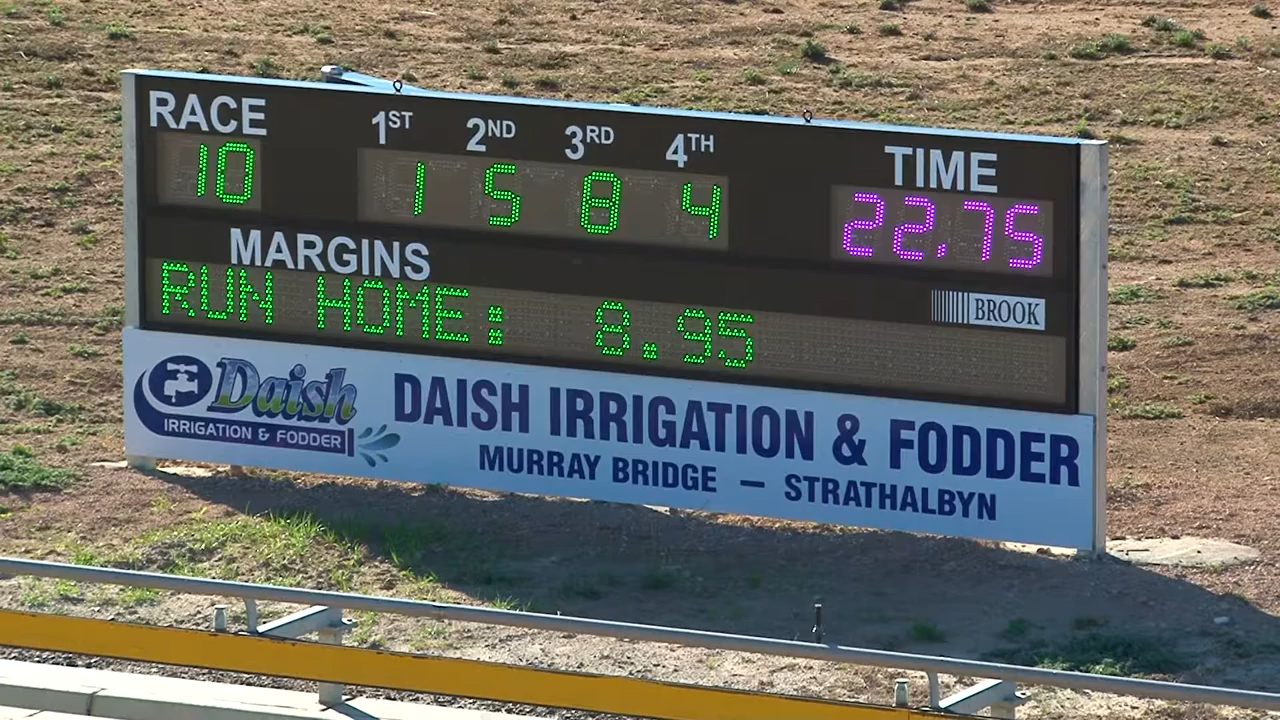 RACE 1ST 2ND 3RD 4TH TIME
10 1 5 8 4 22.75
MARGINS
RUN HOME: 8.95
BROOK
Daish
IRRIGATION & FODDER
DAISH IRRIGATION & FODDER
MURRAY BRIDGE — STRATHALBYN